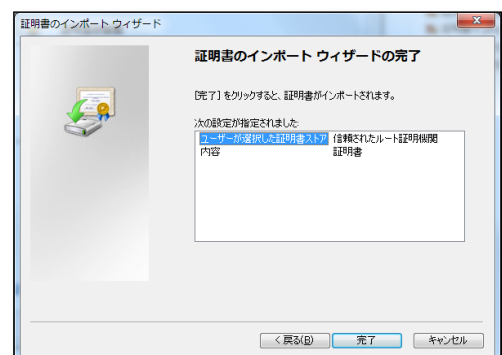 証明書のインポート ウィザード
証明書のインポート ウィザードの完了
[完了] をクリックすると、証明書がインポートされます。
次の設定が指定されました:
ユーザーが選択した証明書ストア 信頼されたルート証明機関
内容 証明書
< 戻る(B) 完了 キャンセル